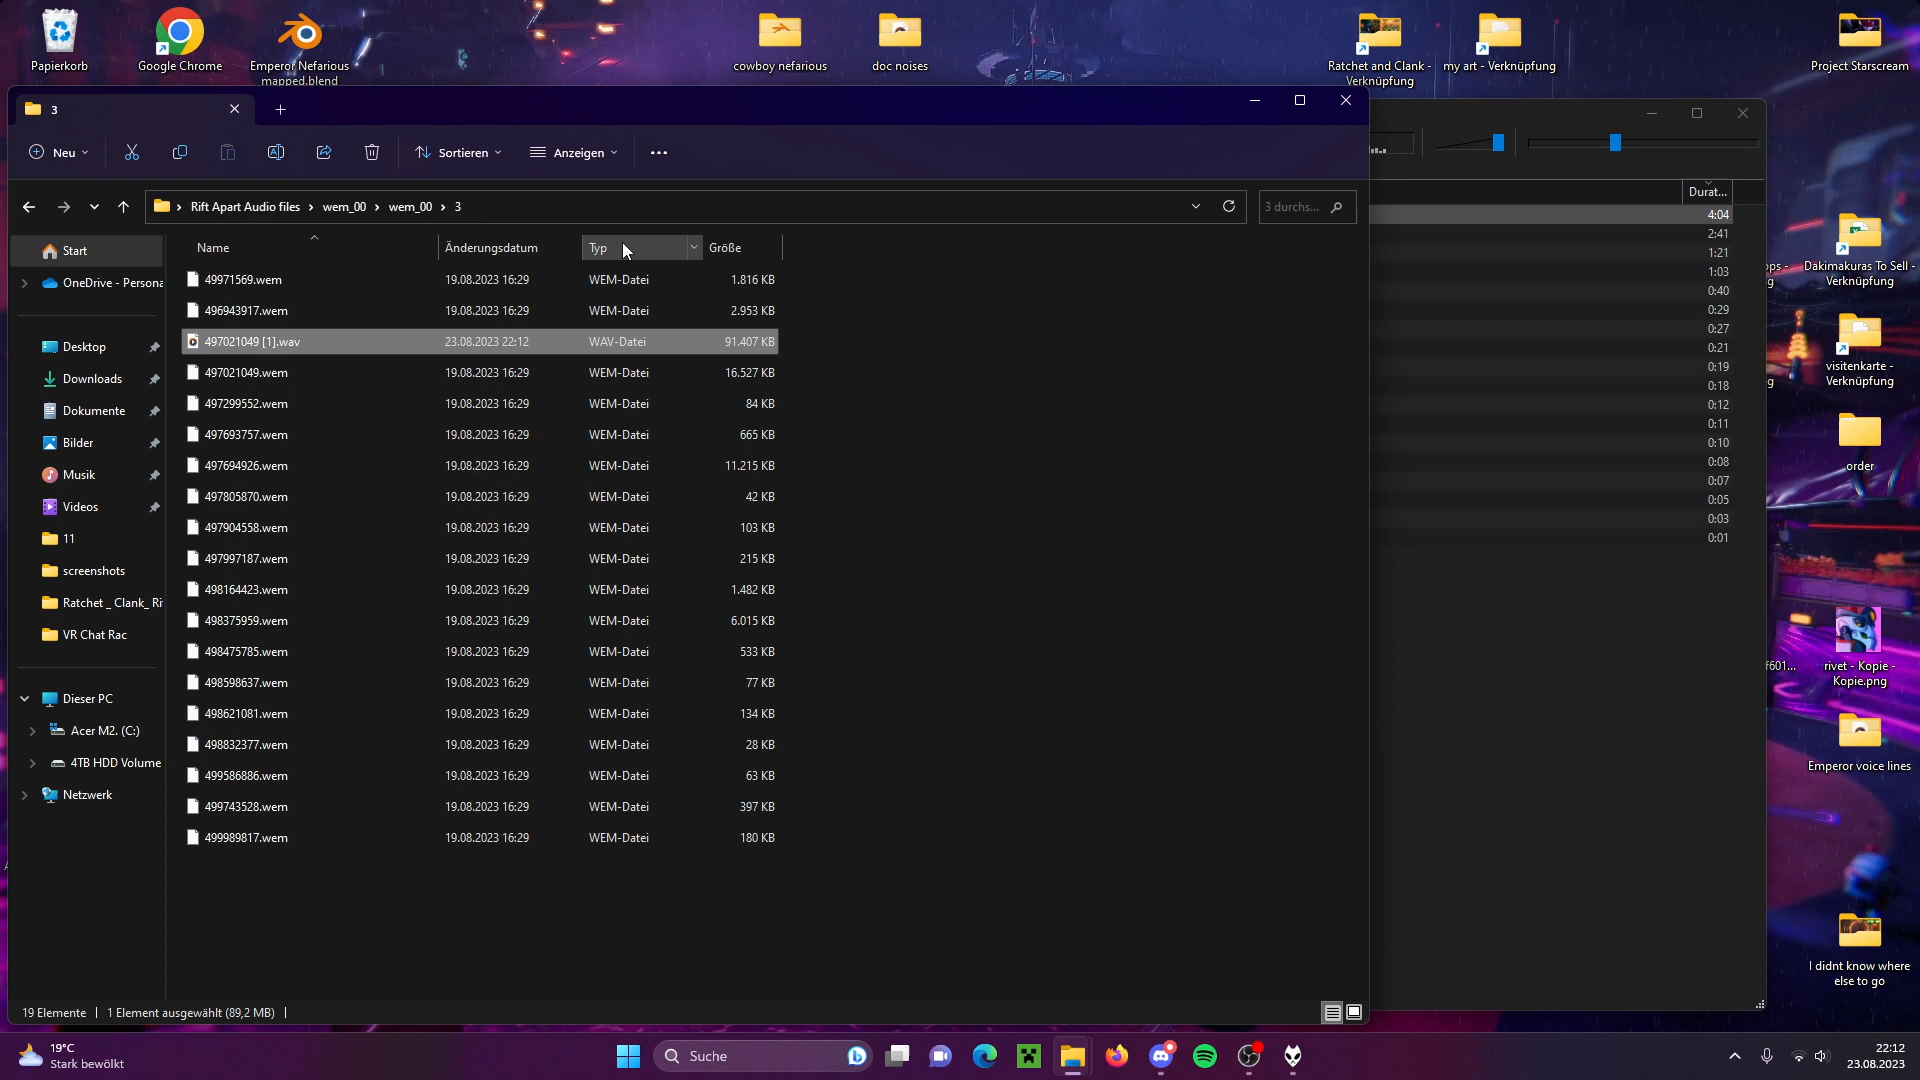 Papierkorb
Google Chrome
Emperor Nefarious
mapped.blend
cowboy nefarious
doc noises
Ratchet and Clank -
Verknüpfung
my art - Verknüpfung
Project Starscream
3
Neu
Sortieren
Anzeigen
Rift Apart Audio files
wem_00
wem_00
3
3 durchs...
Name
Änderungsdatum
Typ
Größe
49971569.wem 19.08.2023 16:29 WEM-Datei 1.816 KB
496943917.wem 19.08.2023 16:29 WEM-Datei 2.953 KB
497021049 [1].wav 23.08.2023 22:12 WAV-Datei 91.407 KB
497021049.wem 19.08.2023 16:29 WEM-Datei 16.527 KB
497299552.wem 19.08.2023 16:29 WEM-Datei 84 KB
497693757.wem 19.08.2023 16:29 WEM-Datei 665 KB
497694926.wem 19.08.2023 16:29 WEM-Datei 11.215 KB
497805870.wem 19.08.2023 16:29 WEM-Datei 42 KB
497904558.wem 19.08.2023 16:29 WEM-Datei 103 KB
497997187.wem 19.08.2023 16:29 WEM-Datei 215 KB
498164423.wem 19.08.2023 16:29 WEM-Datei 1.482 KB
498375959.wem 19.08.2023 16:29 WEM-Datei 6.015 KB
498475785.wem 19.08.2023 16:29 WEM-Datei 533 KB
498598637.wem 19.08.2023 16:29 WEM-Datei 77 KB
498621081.wem 19.08.2023 16:29 WEM-Datei 134 KB
498832377.wem 19.08.2023 16:29 WEM-Datei 28 KB
499586886.wem 19.08.2023 16:29 WEM-Datei 63 KB
499743528.wem 19.08.2023 16:29 WEM-Datei 397 KB
499989817.wem 19.08.2023 16:29 WEM-Datei 180 KB
Start
OneDrive - Persona
Desktop
Downloads
Dokumente
Bilder
Musik
Videos
11
screenshots
Ratchet _ Clank_ Ri
VR Chat Rac
Dieser PC
Acer M2. (C:)
4TB HDD Volume
Netzwerk
19 Elemente
1 Element ausgewählt (89,2 MB)
Durat...
4:04
2:41
1:21
1:03
0:40
0:29
0:27
0:21
0:19
0:18
0:12
0:11
0:10
0:08
0:07
0:05
0:03
0:01
ops -
g
g
f601...
Dakimakuras To Sell -
Verknüpfung
visitenkarte -
Verknüpfung
order
rivet - Kopie -
Kopie.png
Emperor voice lines
I didnt know where
else to go
19°C
Stark bewölkt
Suche
22:12
23.08.2023